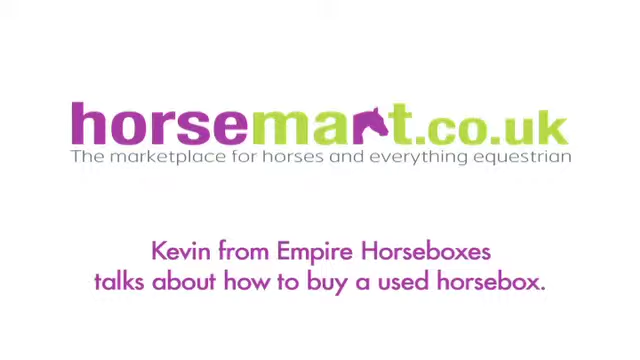 horsemart.co.uk
The marketplace for horses and everything equestrian
Kevin from Empire Horseboxes
talks about how to buy a used horsebox.